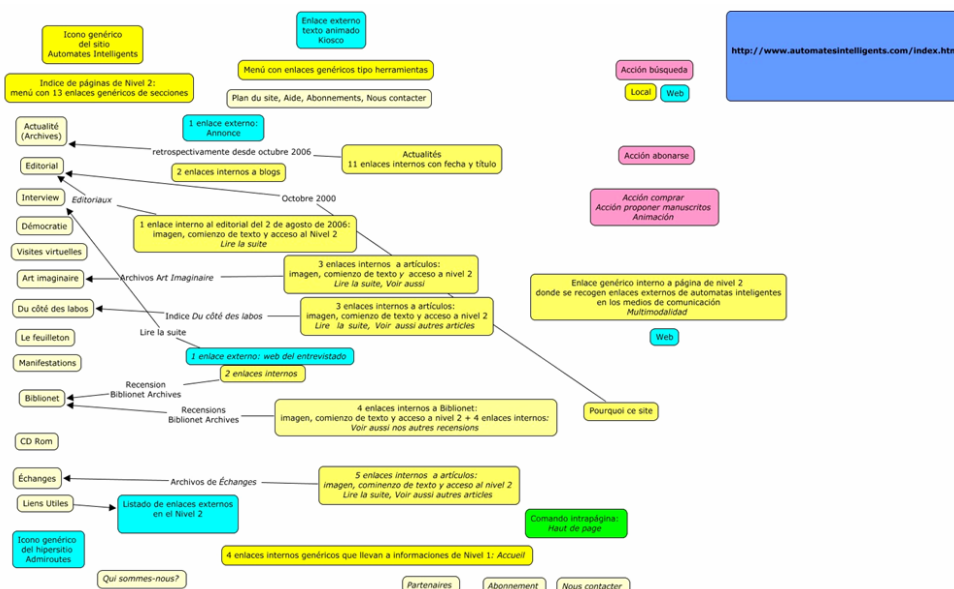 Icono genérico
del sitio
Automates Intelligents
Enlace externo
texto animado
Kiosco
http://www.automatesintelligents.com/index.htm
Menú con enlaces genéricos tipo herramientas
Acción búsqueda
Indice de páginas de Nivel 2:
menú con 13 enlaces genéricos de secciones
Plan du site, Aide, Abonnements, Nous contacter
Local
Web
Actualité
(Archives)
1 enlace externo:
Annonce
retrospectivamente desde octubre 2006
Actualités
11 enlaces internos con fecha y título
Acción abonarse
Editorial
2 enlaces internos a blogs
Interview
Editoriaux
Octobre 2000
Acción comprar
Acción proponer manuscritos
Animación
Démocratie
1 enlace interno al editorial del 2 de agosto de 2006:
imagen, comienzo de texto y acceso al Nivel 2
Lire la suite
Visites virtuelles
Art imaginaire
Archivos Art Imaginaire
3 enlaces internos a artículos:
imagen, comienzo de texto y acceso a nivel 2
Lire la suite, Voir aussi
Enlace genérico interno a página de nivel 2
donde se recogen enlaces externos de automatas inteligentes
en los medios de comunicación
Multimodalidad
Du côté des labos
Indice Du côté des labos
3 enlaces internos a artículos:
imagen, comienzo de texto y acceso a nivel 2
Lire la suite, Voir aussi autres articles
Le feuilleton
Lire la suite
Web
Manifestations
1 enlace externo: web del entrevistado
2 enlaces internos
Biblionet
Recension
Biblionet Archives
Recensions
Biblionet Archives
4 enlaces internos a Biblionet:
imagen, comienzo de texto y acceso a nivel 2 + 4 enlaces internos:
Voir aussi nos autres recensions
Pourquoi ce site
CD Rom
Échanges
Archivos de Échanges
5 enlaces internos a artículos:
imagen, cominenzo de texto y acceso al nivel 2
Lire la suite, Voir aussi autres articles
Liens Utiles
Listado de enlaces externos
en el Nivel 2
Comando intrapágina:
Haut de page
Icono genérico
del hipersitio
Admiroutes
4 enlaces internos genéricos que llevan a informaciones de Nivel 1: Accueil
Qui sommes-nous?
Partenaires
Abonnement
Nous contacter